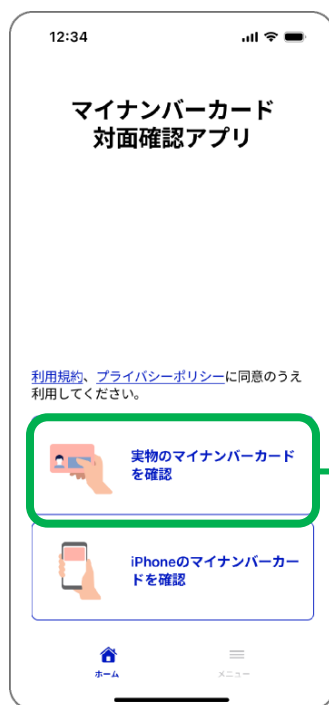 12:34
マイナンバーカード
対面確認アプリ
利用規約、プライバシーポリシーに同意のうえ
利用してください。
実物のマイナンバーカード
を確認
iPhoneのマイナンバーカー
ドを確認
ホーム
メニュー